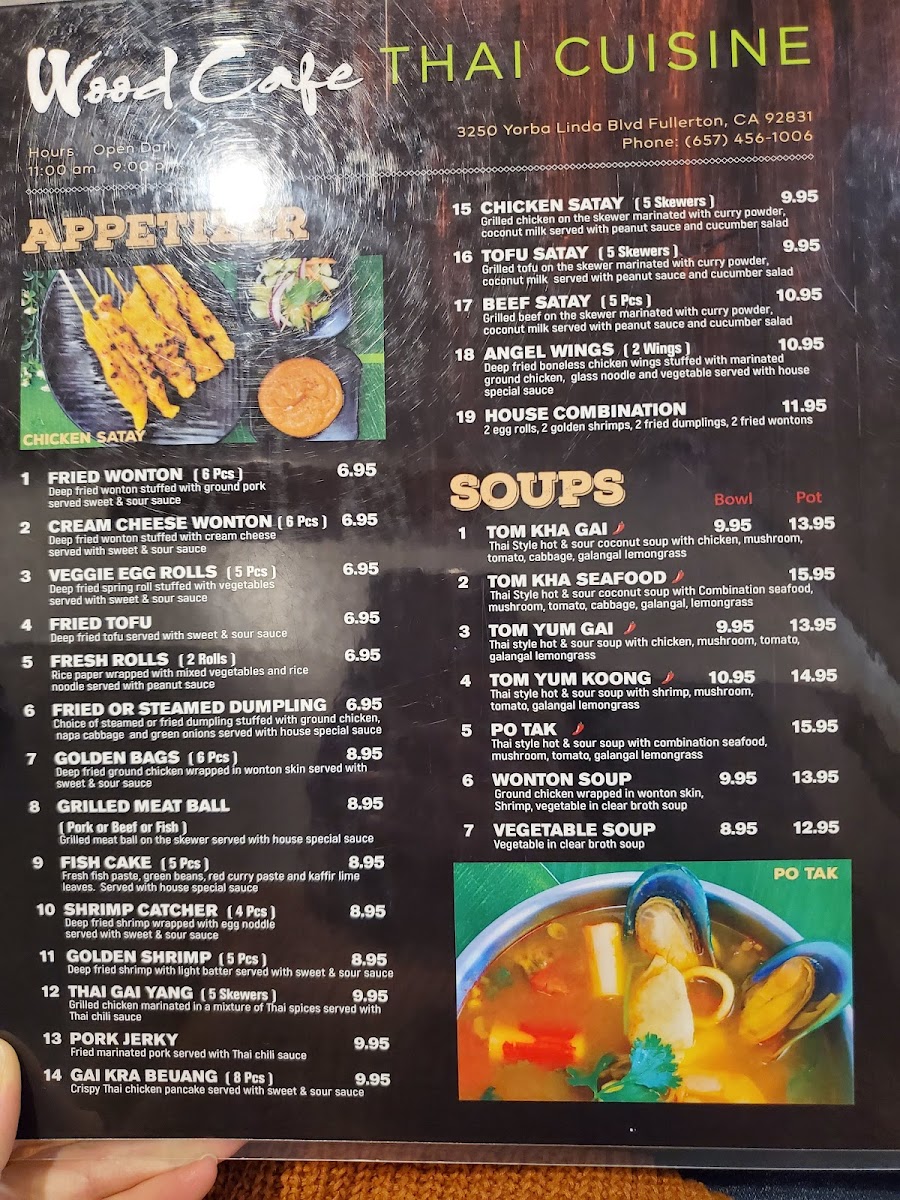 Wood Cafe THAI CUISINE
3250 Yorba Linda Blvd Fullerton, CA 92831
Phone: (657) 456-1006
Hours Open Daily
11:00 am 9:00 pm
APPETIZER
CHICKEN SATAY
1 FRIED WONTON ( 6 Pcs ) 6.95
Deep fried wonton stuffed with ground pork
served sweet & sour sauce
2 CREAM CHEESE WONTON ( 6 Pcs ) 6.95
Deep fried wonton stuffed with cream cheese
served with sweet & sour sauce
3 VEGGIE EGG ROLLS ( 5 Pcs ) 6.95
Deep fried spring roll stuffed with vegetables
served with sweet & sour sauce
4 FRIED TOFU 6.95
Deep fried tofu served with sweet & sour sauce
5 FRESH ROLLS ( 2 Rolls ) 6.95
Rice paper wrapped with mixed vegetables and rice
noodle served with peanut sauce
6 FRIED OR STEAMED DUMPLING 6.95
Choice of steamed or fried dumpling stuffed with ground chicken,
napa cabbage and green onions served with house special sauce
7 GOLDEN BAGS ( 6 Pcs ) 8.95
Deep fried ground chicken wrapped in wonton skin served with
sweet & sour sauce
8 GRILLED MEAT BALL 8.95
( Pork or Beef or Fish )
Grilled meat ball on the skewer served with house special sauce
9 FISH CAKE ( 5 Pcs ) 8.95
Fresh fish paste, green beans, red curry paste and kaffir lime
leaves. Served with house special sauce
10 SHRIMP CATCHER ( 4 Pcs ) 8.95
Deep fried shrimp wrapped with egg noddle
served with sweet & sour sauce
11 GOLDEN SHRIMP ( 5 Pcs ) 8.95
Deep fried shrimp with light batter served with sweet & sour sauce
12 THAI GAI YANG ( 5 Skewers ) 9.95
Grilled chicken marinated in a mixture of Thai spices served with
Thai chili sauce
13 PORK JERKY 9.95
Fried marinated pork served with Thai chili sauce
14 GAI KRA BEUANG ( 8 Pcs ) 9.95
Crispy Thai chicken pancake served with sweet & sour sauce
15 CHICKEN SATAY ( 5 Skewers ) 9.95
Grilled chicken on the skewer marinated with curry powder,
coconut milk served with peanut sauce and cucumber salad
16 TOFU SATAY ( 5 Skewers ) 9.95
Grilled tofu on the skewer marinated with curry powder,
coconut milk served with peanut sauce and cucumber salad
17 BEEF SATAY ( 5 Pcs ) 10.95
Grilled beef on the skewer marinated with curry powder,
coconut milk served with peanut sauce and cucumber salad
18 ANGEL WINGS ( 2 Wings ) 10.95
Deep fried boneless chicken wings stuffed with marinated
ground chicken, glass noodle and vegetable served with house
special sauce
19 HOUSE COMBINATION 11.95
2 egg rolls, 2 golden shrimps, 2 fried dumplings, 2 fried wontons
SOUPS Bowl Pot
1 TOM KHA GAI 9.95 13.95
Thai Style hot & sour coconut soup with chicken, mushroom,
tomato, cabbage, galangal lemongrass
2 TOM KHA SEAFOOD 15.95
Thai Style hot & sour coconut soup with Combination seafood,
mushroom, tomato, cabbage, galangal, lemongrass
3 TOM YUM GAI 9.95 13.95
Thai style hot & sour soup with chicken, mushroom, tomato,
galangal lemongrass
4 TOM YUM KOONG 10.95 14.95
Thai style hot & sour soup with shrimp, mushroom,
tomato, galangal lemongrass
5 PO TAK 15.95
Thai style hot & sour soup with combination seafood,
mushroom, tomato, galangal lemongrass
6 WONTON SOUP 9.95 13.95
Ground chicken wrapped in wonton skin,
Shrimp, vegetable in clear broth soup
7 VEGETABLE SOUP 8.95 12.95
Vegetable in clear broth soup
PO TAK